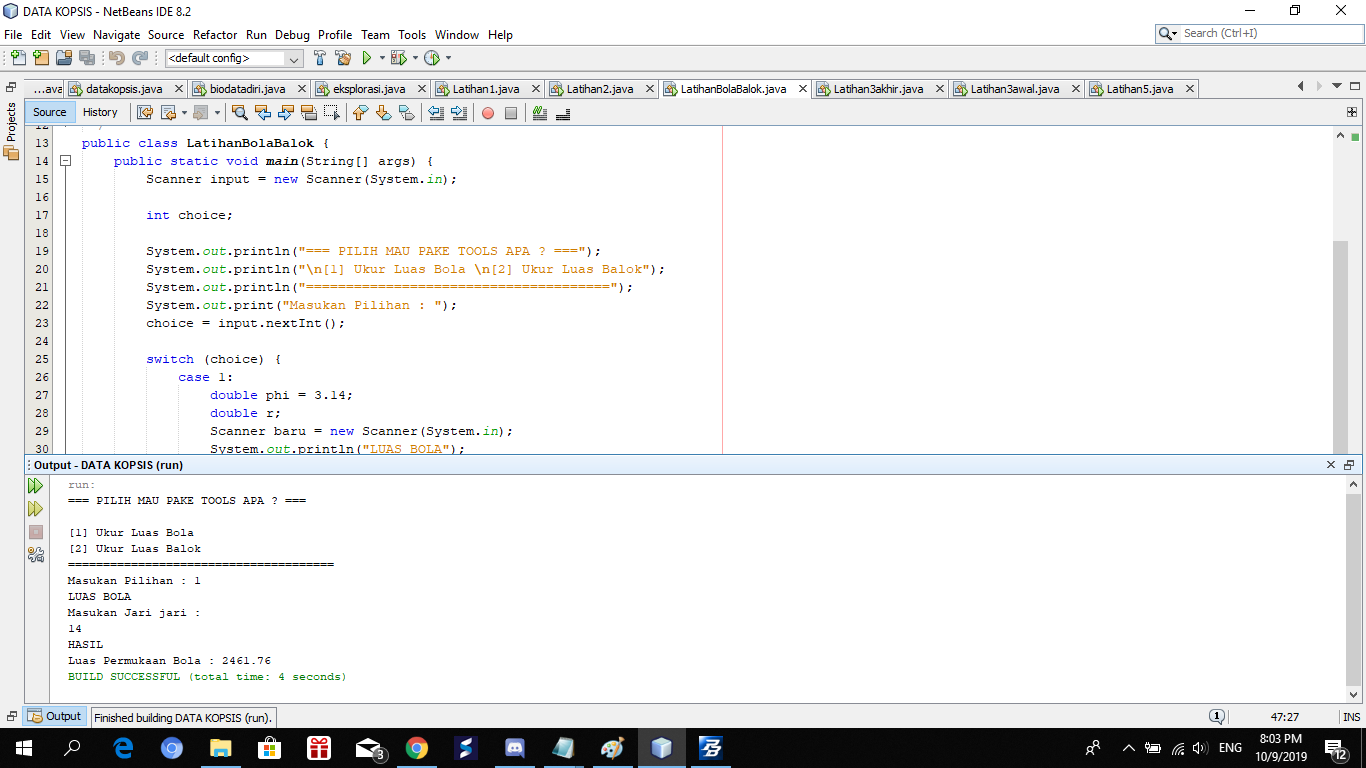 DATA KOPSIS - NetBeans IDE 8.2
File Edit View Navigate Source Refactor Run Debug Profile Team Tools Window Help
Search (Ctrl+I)
<default config>
...ava datakopsis.java biodatadiri.java eksplorasi.java Latihan1.java Latihan2.java LatihanBolaBalok.java Latihan3akhir.java Latihan3awal.java Latihan5.java
Projects
Source History
12 */
13 public class LatihanBolaBalok {
14 public static void main(String[] args) {
15 Scanner input = new Scanner(System.in);
16
17 int choice;
18
19 System.out.println("=== PILIH MAU PAKE TOOLS APA ? ===");
20 System.out.println("\n[1] Ukur Luas Bola \n[2] Ukur Luas Balok");
21 System.out.println("======================================");
22 System.out.print("Masukan Pilihan : ");
23 choice = input.nextInt();
24
25 switch (choice) {
26 case 1:
27 double phi = 3.14;
28 double r;
29 Scanner baru = new Scanner(System.in);
30 System.out.println("LUAS BOLA");
Output - DATA KOPSIS (run)
run:
=== PILIH MAU PAKE TOOLS APA ? ===
[1] Ukur Luas Bola
[2] Ukur Luas Balok
======================================
Masukan Pilihan : 1
LUAS BOLA
Masukan Jari jari :
14
HASIL
Luas Permukaan Bola : 2461.76
BUILD SUCCESSFUL (total time: 4 seconds)
Output Finished building DATA KOPSIS (run). 1 47:27 INS
3 ENG 8:03 PM
10/9/2019 12